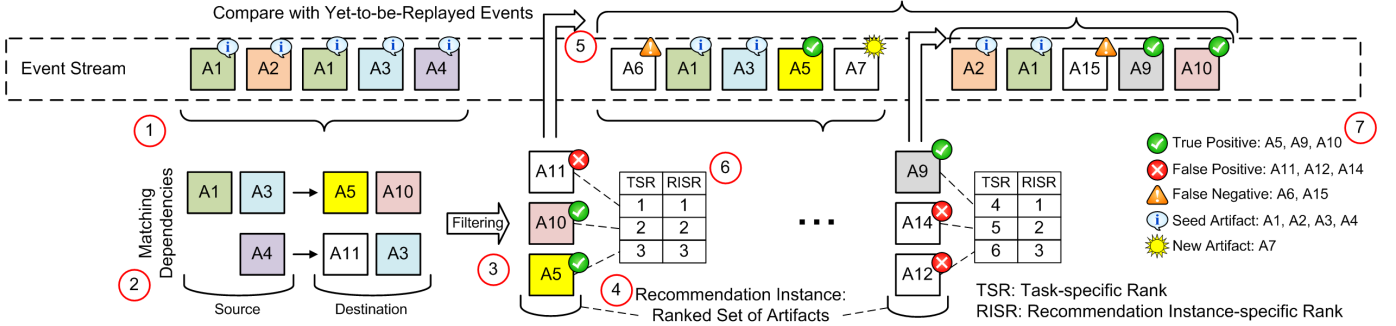 Compare with Yet-to-be-Replayed Events
5
Event Stream
A1 A2 A1 A3 A4
A6 A1 A3 A5 A7
A2 A1 A15 A9 A10
1
7
Matching
Dependencies
2
A1 A3 A5 A10
A4 A11 A3
Source
Destination
Filtering
3
A11
A10
A5
6
TSR RISR
1 1
2 2
3 3
4
Recommendation Instance:
Ranked Set of Artifacts
...
A9
A14
A12
TSR RISR
4 1
5 2
6 3
True Positive: A5, A9, A10
False Positive: A11, A12, A14
False Negative: A6, A15
Seed Artifact: A1, A2, A3, A4
New Artifact: A7
TSR: Task-specific Rank
RISR: Recommendation Instance-specific Rank